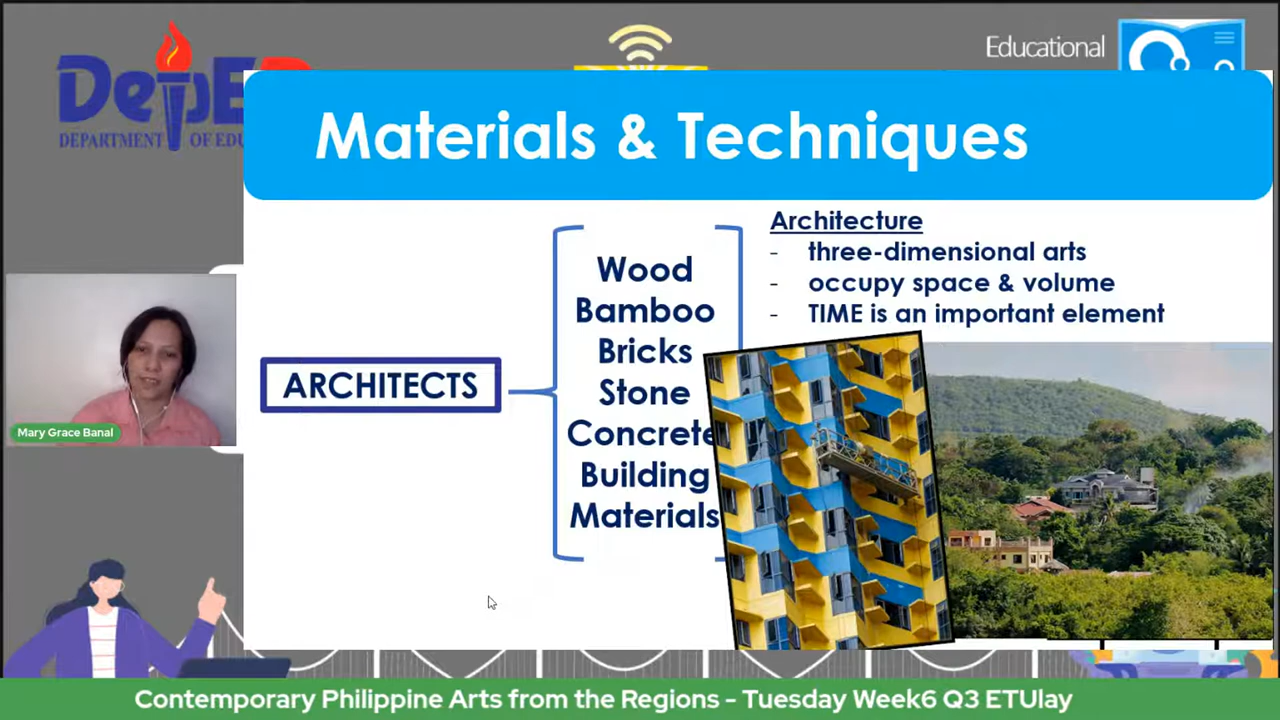 DepE
DEPARTMENT OF EDU
Educational
Materials & Techniques
ARCHITECTS
Wood
Bamboo
Bricks
Stone
Concrete
Building
Materials
Architecture
- three-dimensional arts
- occupy space & volume
- TIME is an important element
Mary Grace Banal
Contemporary Philippine Arts from the Regions - Tuesday Week6 Q3 ETUlay